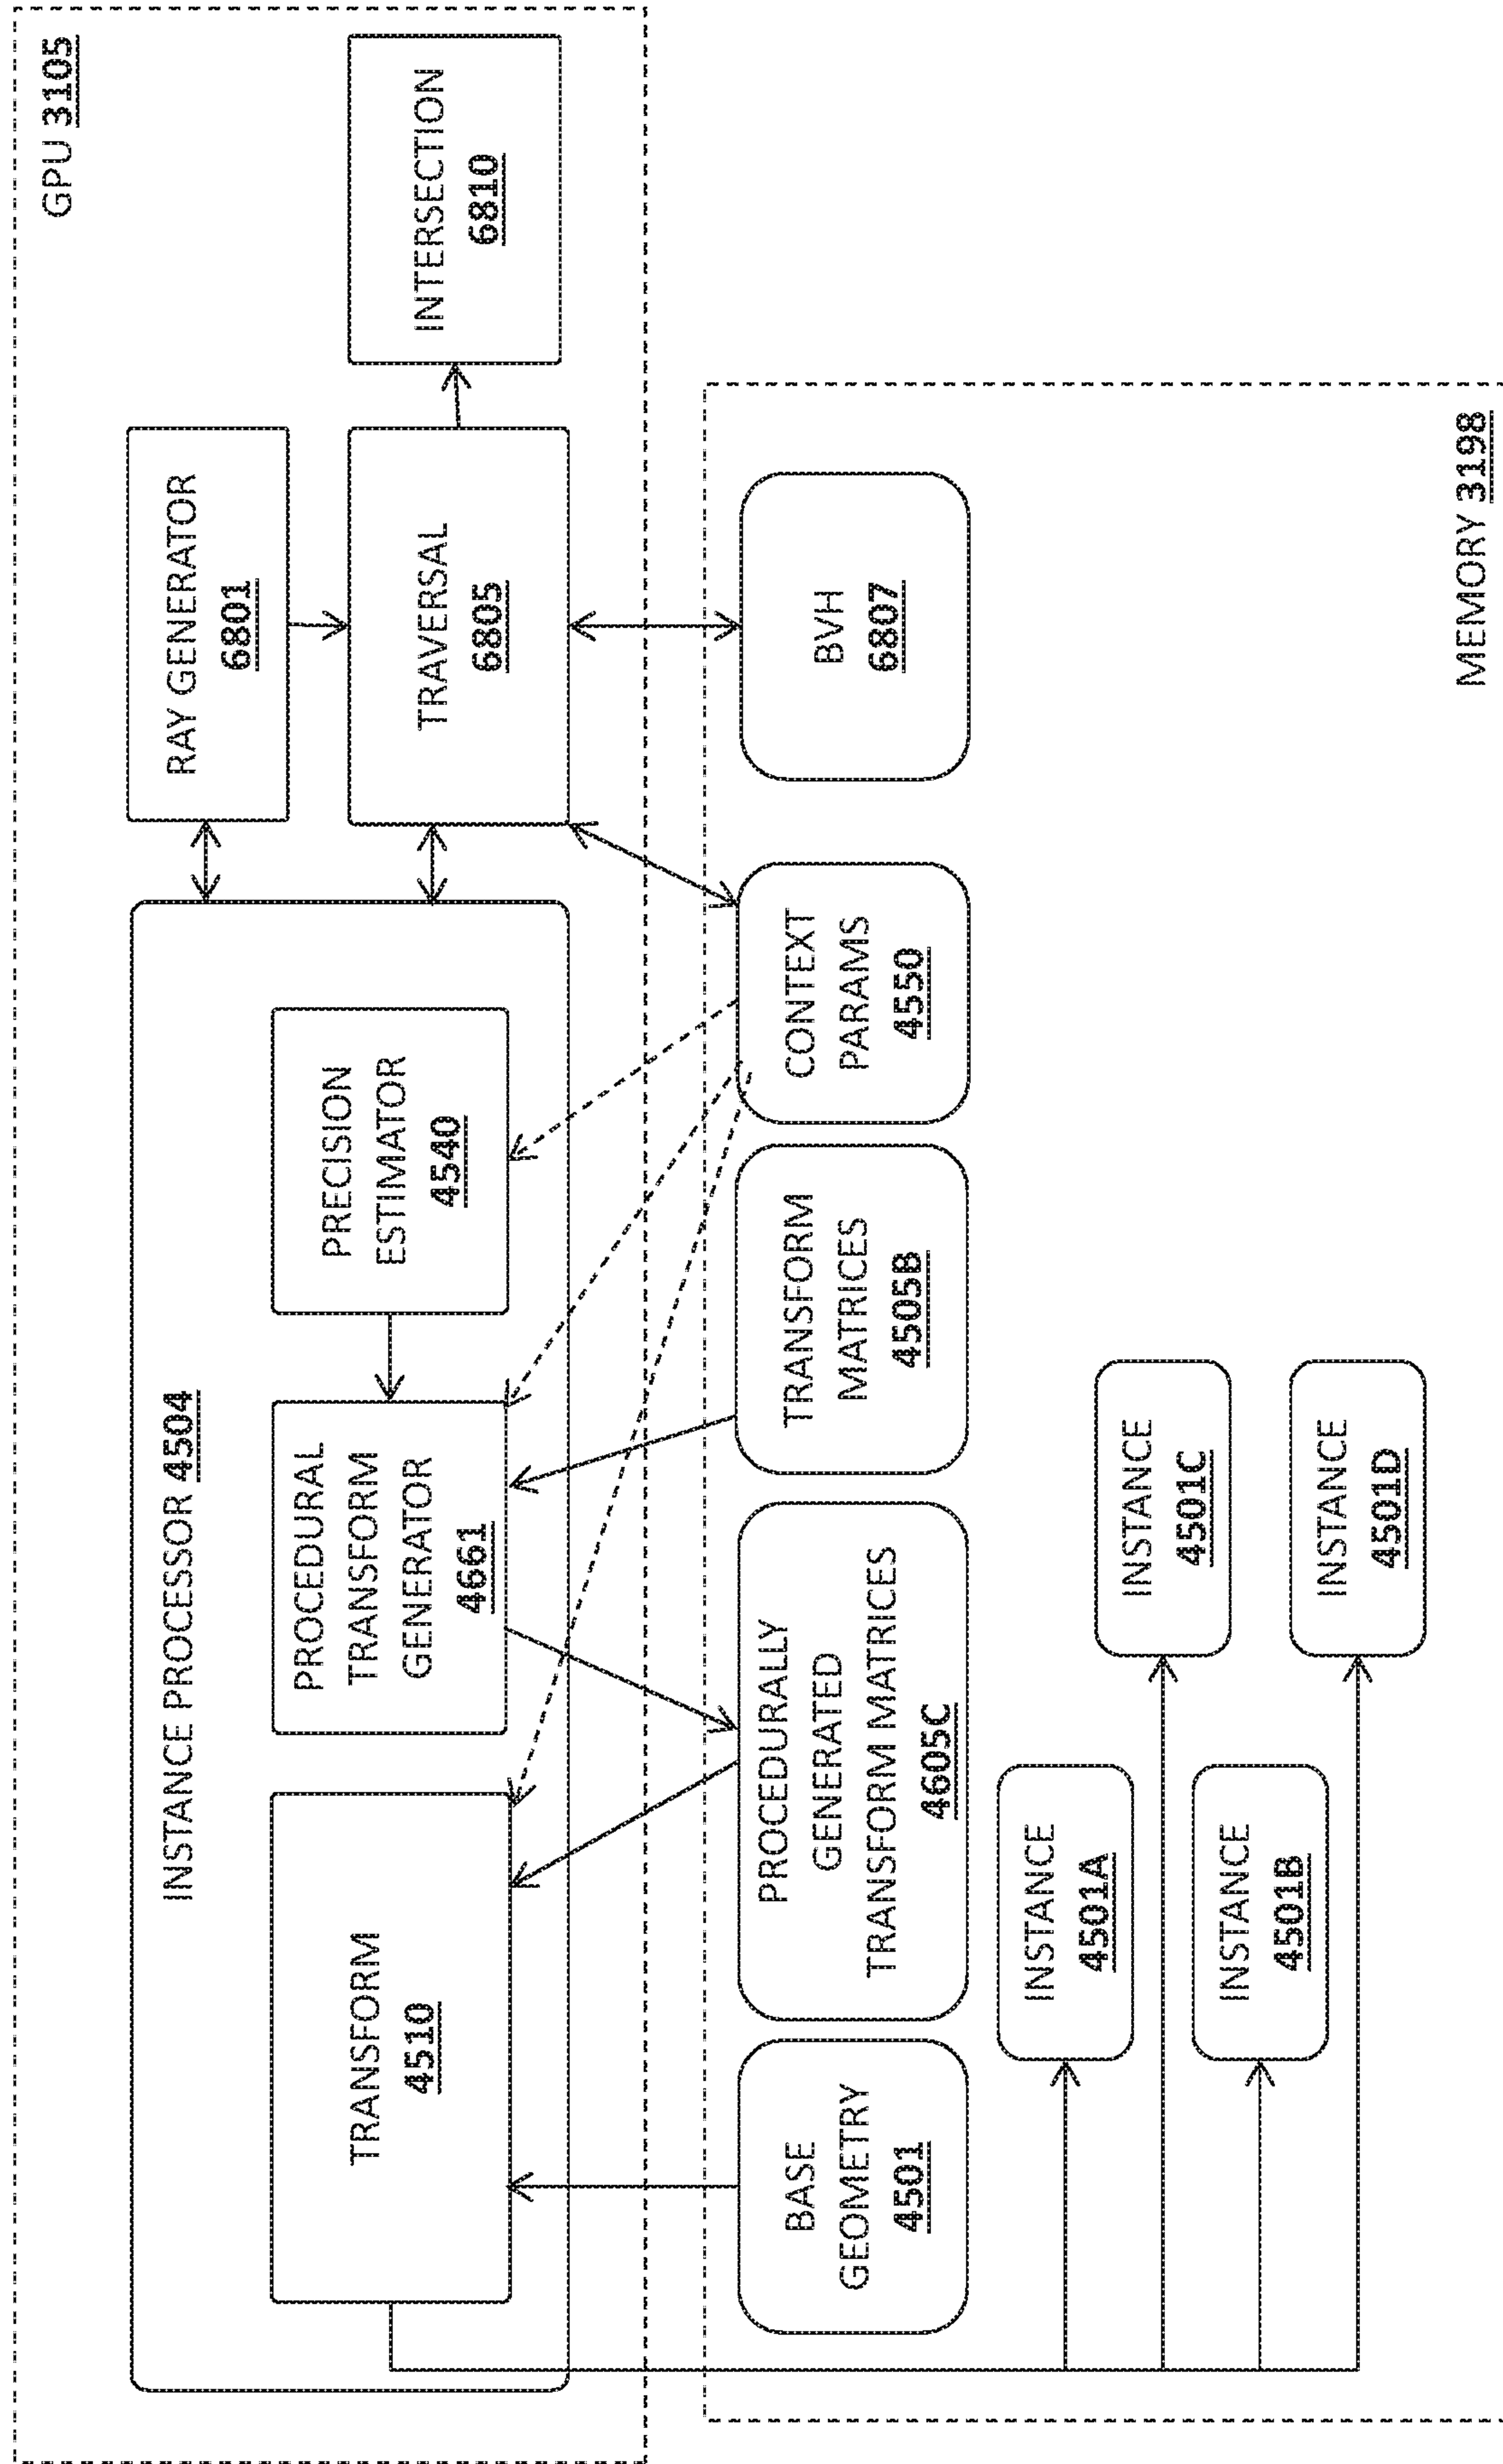 GPU 3105
INSTANCE PROCESSOR 4504
TRANSFORM
4510
PROCEDURAL
TRANSFORM
GENERATOR
4661
PRECISION
ESTIMATOR
4540
RAY GENERATOR
6801
TRAVERSAL
6805
INTERSECTION
6810
BASE
GEOMETRY
4501
PROCEDURALLY
GENERATED
TRANSFORM MATRICES
4605C
TRANSFORM
MATRICES
4505B
CONTEXT
PARAMS
4550
BVH
6807
INSTANCE
4501A
INSTANCE
4501C
INSTANCE
4501B
INSTANCE
4501D
MEMORY 3198